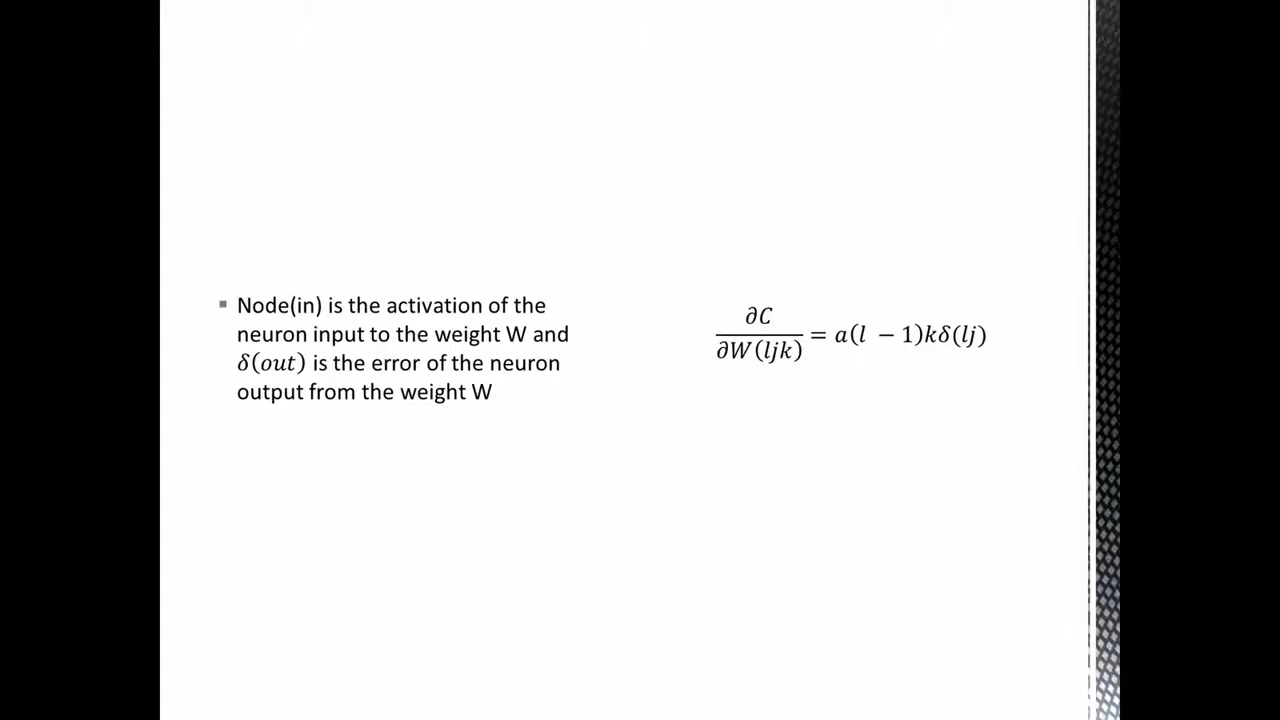 ▪ Node(in) is the activation of the
neuron input to the weight W and
δ(out) is the error of the neuron
output from the weight W
∂C/∂W(ljk) = a(l − 1)kδ(lj)